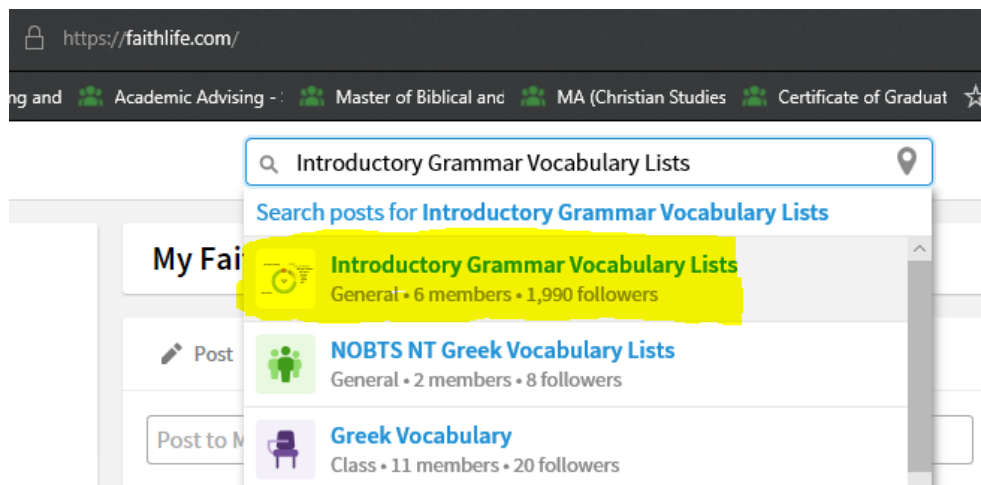 https://faithlife.com/
ng and Academic Advising - Master of Biblical and MA (Christian Studies Certificate of Graduat
Introductory Grammar Vocabulary Lists
Search posts for Introductory Grammar Vocabulary Lists
My Fai
Introductory Grammar Vocabulary Lists
General • 6 members • 1,990 followers
Post
NOBTS NT Greek Vocabulary Lists
General • 2 members • 8 followers
Post to M
Greek Vocabulary
Class • 11 members • 20 followers